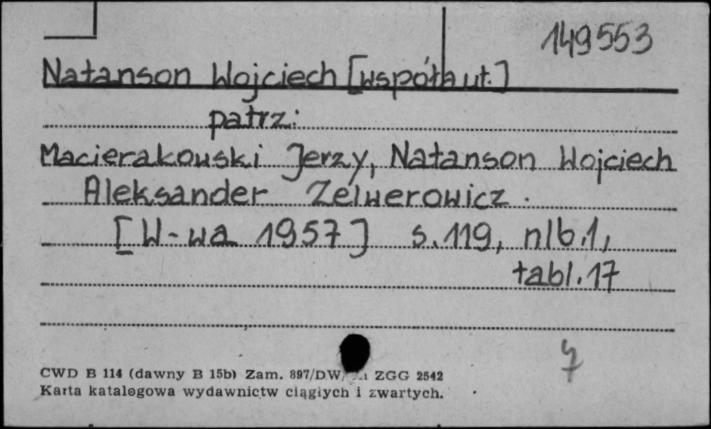 149553
Natanson Wojciech [współaut.]
patrz:
Macierakowski Jerzy, Natanson Wojciech
Aleksander Zelwerowicz.
[W-wa 1957] s. 119, nlb. 1,
tabl. 17
CWD B 114 (dawny B 15b) Zam. 897/DW/ ZGG 2542
Karta katalogowa wydawnictw ciągłych i zwartych.